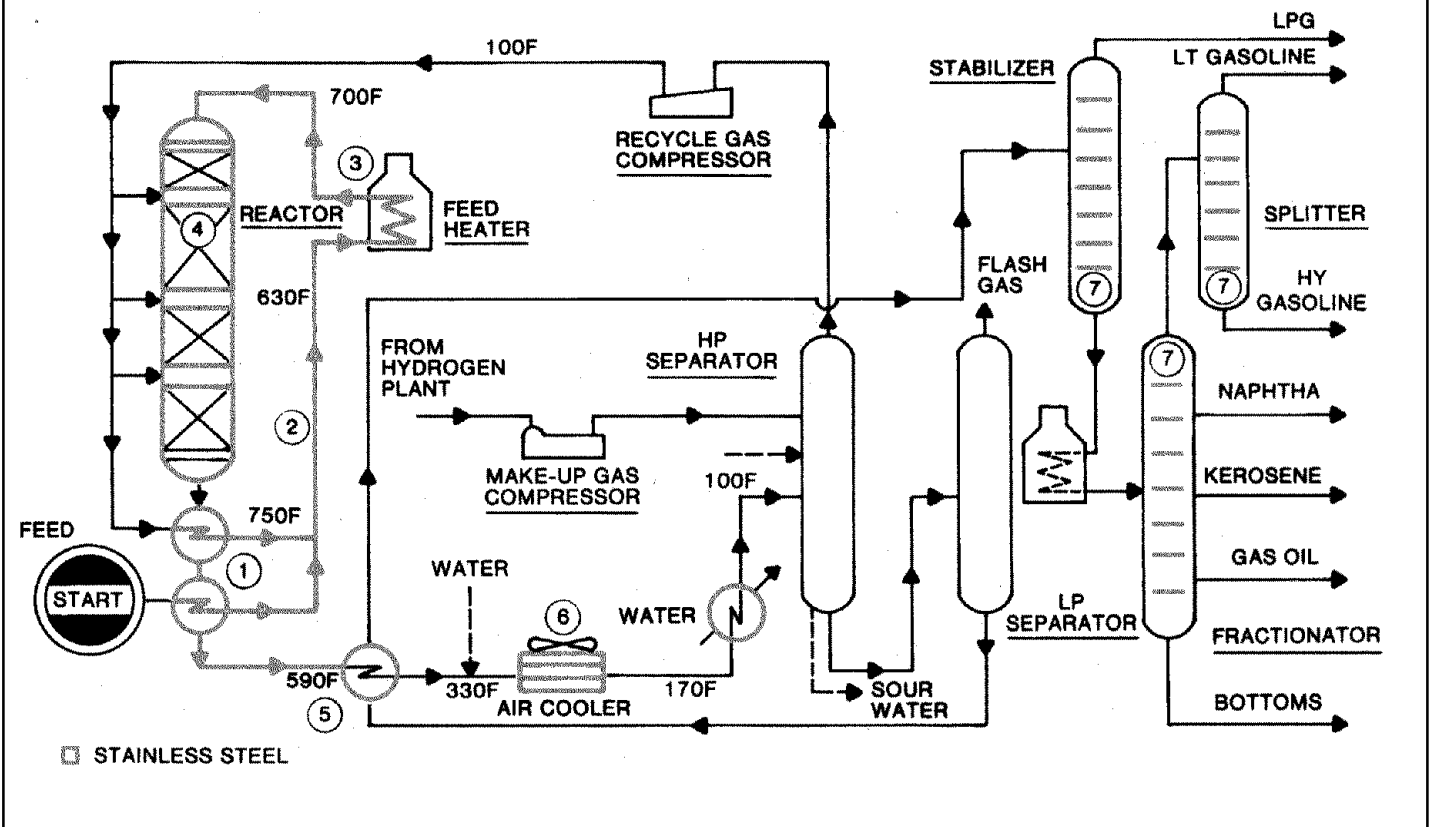 LPG
LT GASOLINE
100F
STABILIZER
700F
RECYCLE GAS
COMPRESSOR
3
REACTOR
FEED
HEATER
4
SPLITTER
FLASH
GAS
7
7
HY
GASOLINE
630F
FROM
HYDROGEN
PLANT
HP
SEPARATOR
7
NAPHTHA
2
MAKE-UP GAS
COMPRESSOR
100F
KEROSENE
750F
FEED
1
START
WATER
6
WATER
GAS OIL
LP
SEPARATOR
FRACTIONATOR
590F
330F
170F
5
AIR COOLER
SOUR
WATER
BOTTOMS
STAINLESS STEEL